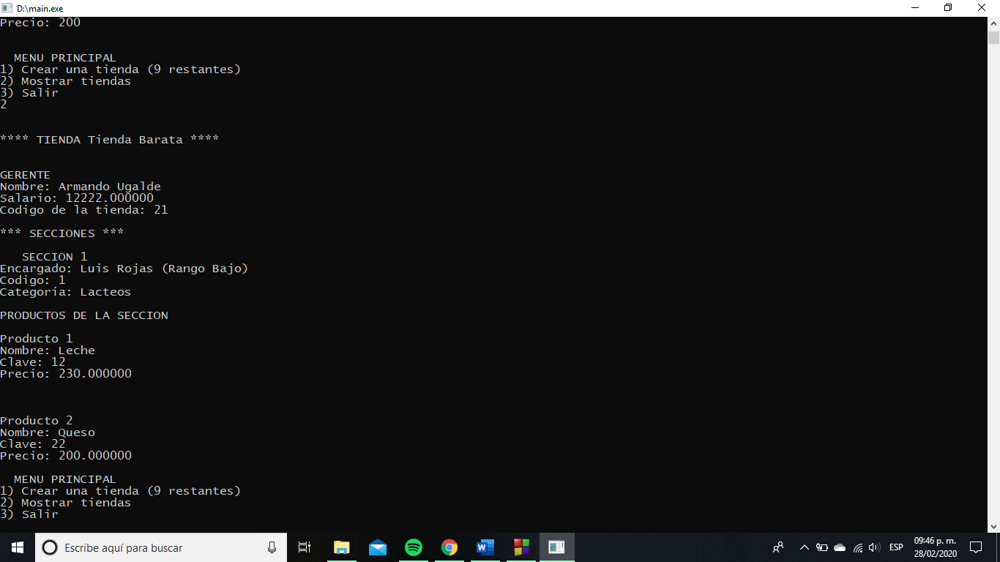 D:\main.exe
Precio: 200
MENU PRINCIPAL
1) Crear una tienda (9 restantes)
2) Mostrar tiendas
3) Salir
2
**** TIENDA Tienda Barata ****
GERENTE
Nombre: Armando Ugalde
Salario: 12222.000000
Codigo de la tienda: 21
*** SECCIONES ***
SECCION 1
Encargado: Luis Rojas (Rango Bajo)
Codigo: 1
Categoria: Lacteos
PRODUCTOS DE LA SECCION
Producto 1
Nombre: Leche
Clave: 12
Precio: 230.000000
Producto 2
Nombre: Queso
Clave: 22
Precio: 200.000000
MENU PRINCIPAL
1) Crear una tienda (9 restantes)
2) Mostrar tiendas
3) Salir
Escribe aquí para buscar
ESP
09:46 p. m.
28/02/2020